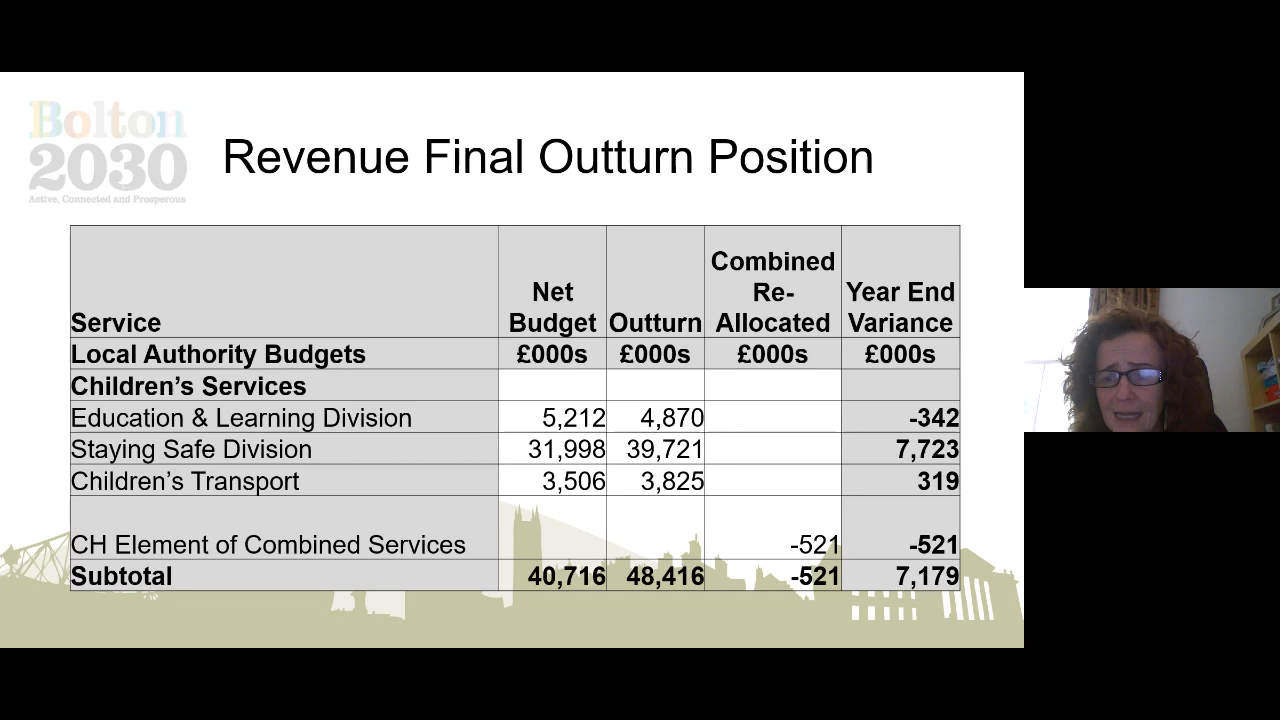 Bolton
2030
Active, Connected and Prosperous
Revenue Final Outturn Position
Service | Net Budget | Outturn | Combined Re-Allocated | Year End Variance
Local Authority Budgets | £000s | £000s | £000s | £000s
Children’s Services
Education & Learning Division | 5,212 | 4,870 | | -342
Staying Safe Division | 31,998 | 39,721 | | 7,723
Children’s Transport | 3,506 | 3,825 | | 319
CH Element of Combined Services | | | -521 | -521
Subtotal | 40,716 | 48,416 | -521 | 7,179